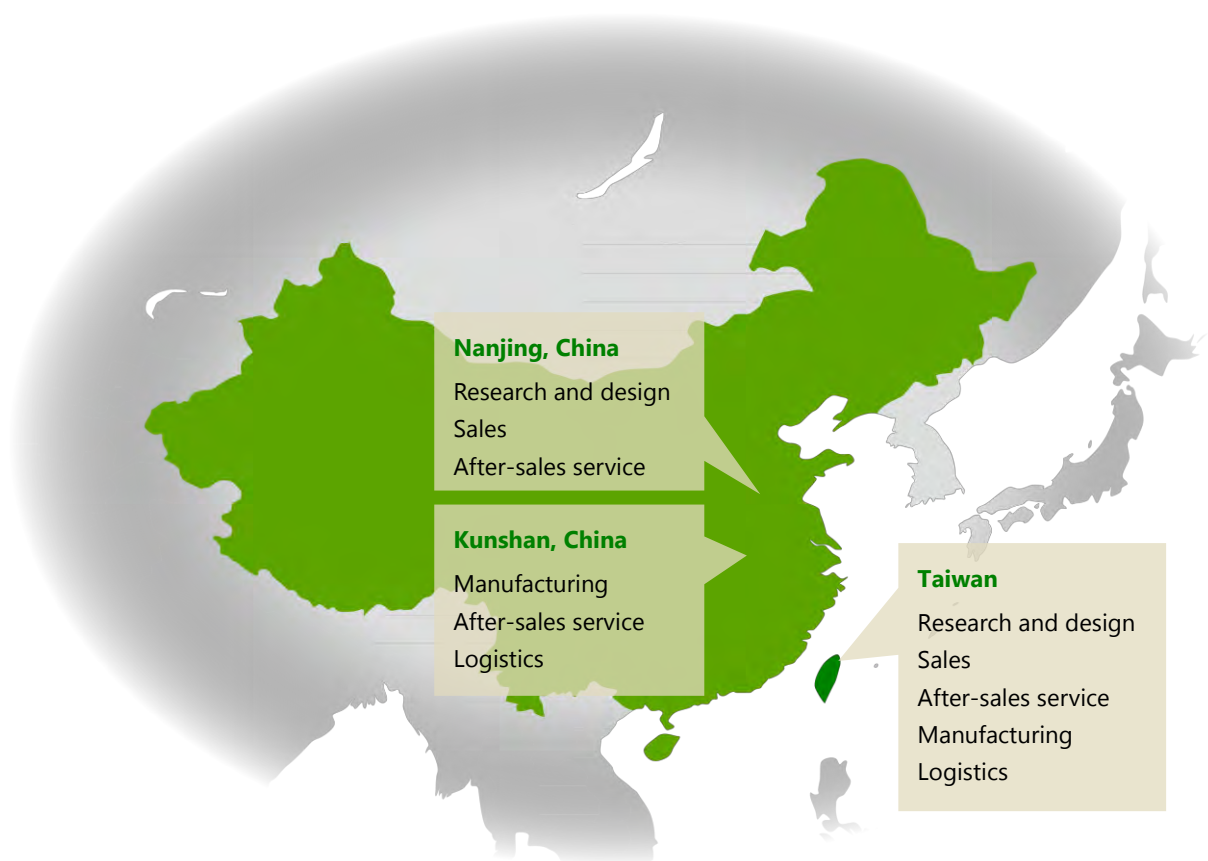 Nanjing, China
Research and design
Sales
After-sales service
Kunshan, China
Manufacturing
After-sales service
Logistics
Taiwan
Research and design
Sales
After-sales service
Manufacturing
Logistics